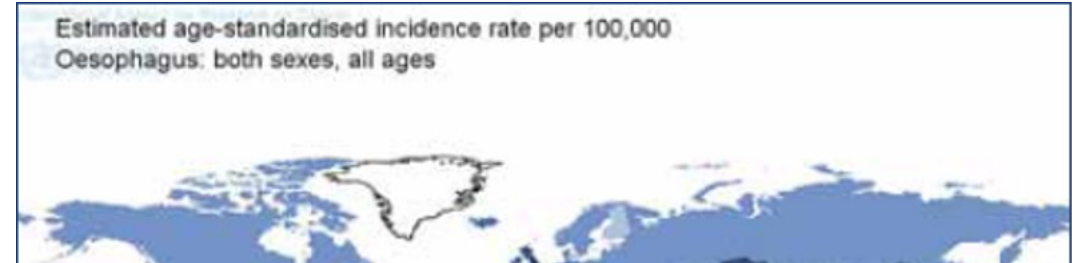 Estimated age-standardised incidence rate per 100,000
Oesophagus: both sexes, all ages